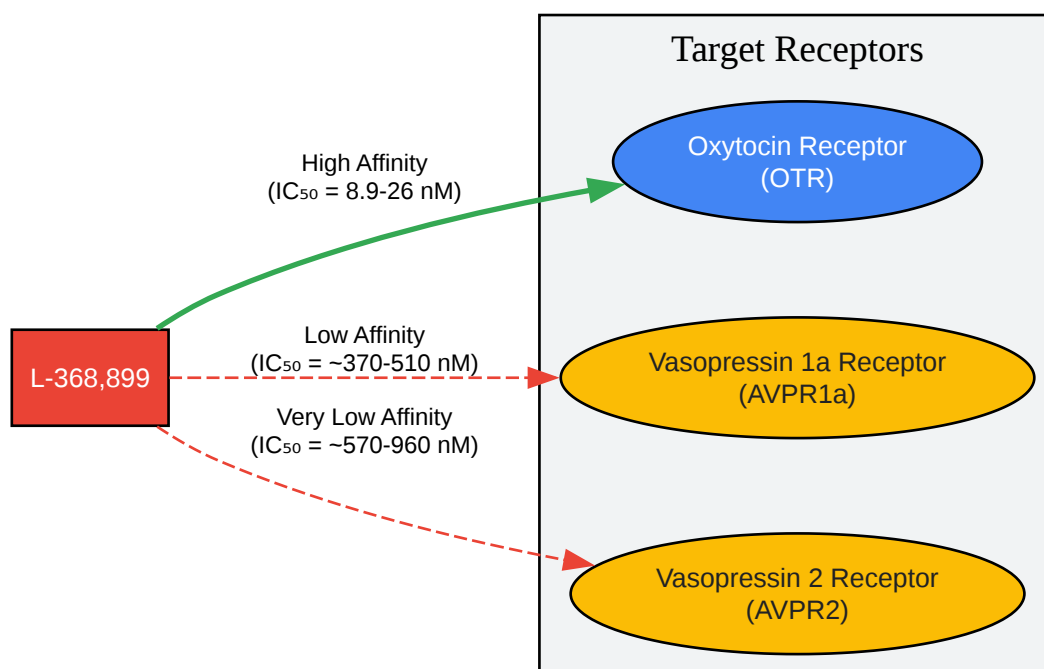 Target Receptors
Oxytocin Receptor
(OTR)
High Affinity
(IC₅₀ = 8.9-26 nM)
L-368,899
Low Affinity
(IC₅₀ = ~370-510 nM)
Vasopressin 1a Receptor
(AVPR1a)
Very Low Affinity
(IC₅₀ = ~570-960 nM)
Vasopressin 2 Receptor
(AVPR2)